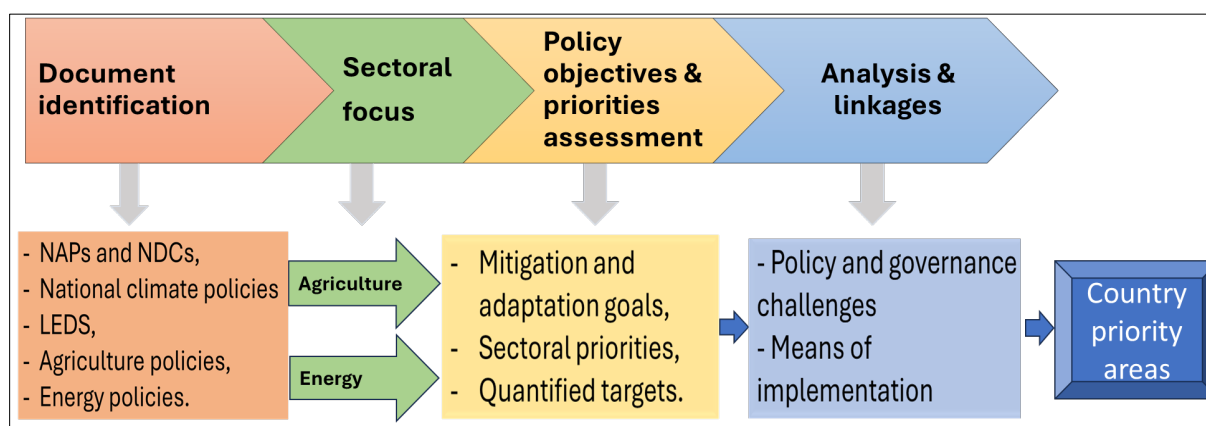 Document
identification
Sectoral
focus
Policy
objectives &
priorities
assessment
Analysis &
linkages
- NAPs and NDCs,
- National climate policies
- LEDS,
- Agriculture policies,
- Energy policies.
Agriculture
Energy
- Mitigation and
adaptation goals,
- Sectoral priorities,
- Quantified targets.
- Policy and governance
challenges
- Means of
implementation
Country
priority
areas